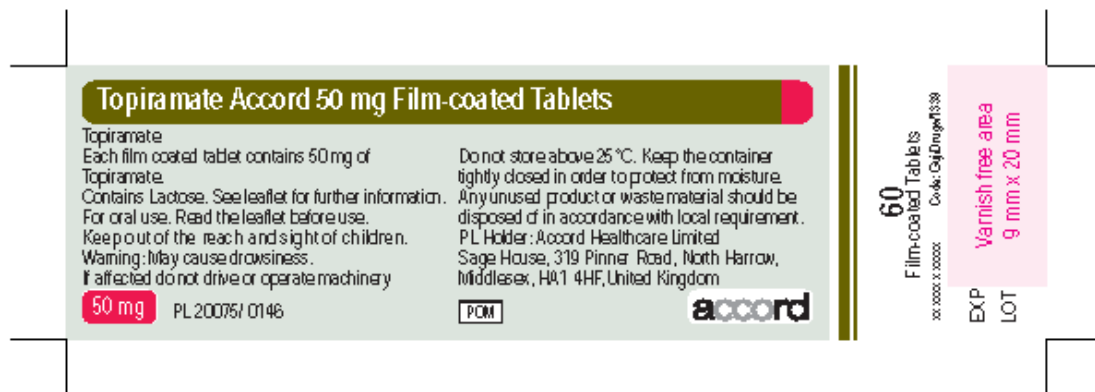 Topiramate Accord 50 mg Film-coated Tablets
Topiramate
Each film coated tablet contains 50 mg of
Topiramate.
Contains Lactose. See leaflet for further information.
For oral use. Read the leaflet before use.
Keep out of the reach and sight of children.
Warning: May cause drowsiness.
If affected do not drive or operate machinery
50 mg
PL 20075/ 0146
Do not store above 25 °C. Keep the container
tightly closed in order to protect from moisture.
Any unused product or waste material should be
disposed of in accordance with local requirement.
PL Holder: Accord Healthcare Limited
Sage House, 319 Pinner Road, North Harrow,
Middlesex, HA1 4HF, United Kingdom
POM
accord
60
Film-coated Tablets
xx xxxxx x xxxxx
Code: Guj/Drugs/1339
Varnish free area
9 mm x 20 mm
EXP
LOT